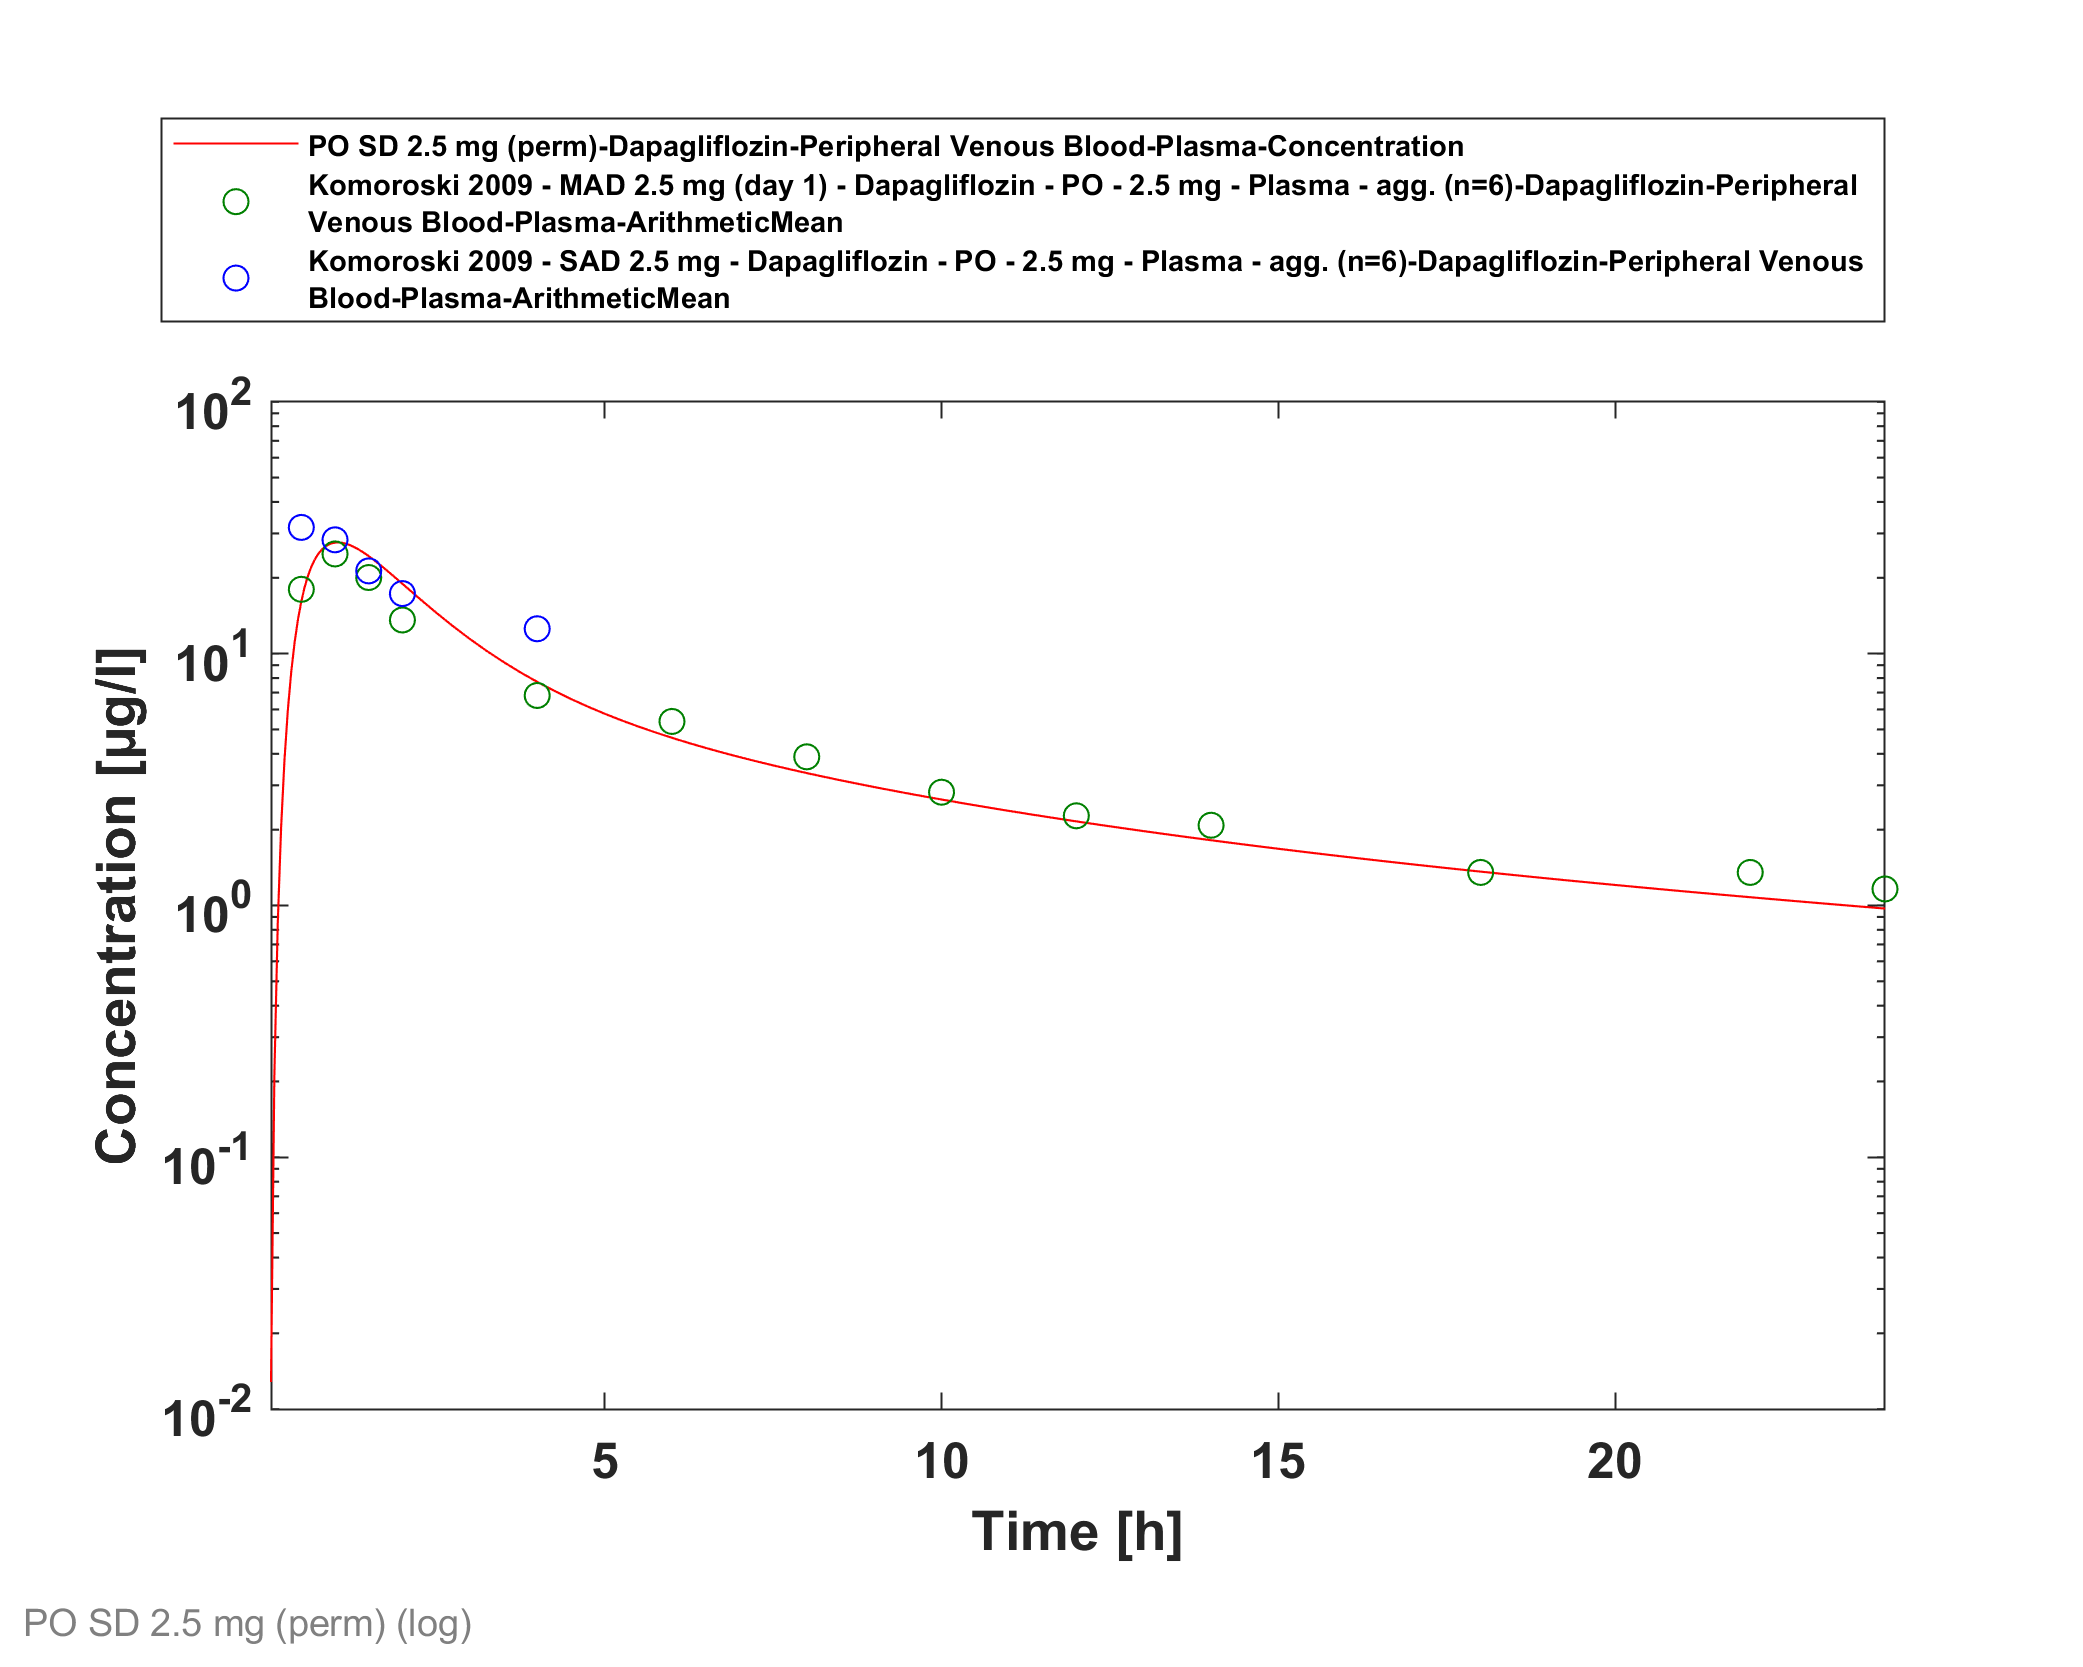 PO SD 2.5 mg (perm)-Dapagliflozin-Peripheral Venous Blood-Plasma-Concentration
Komoroski 2009 - MAD 2.5 mg (day 1) - Dapagliflozin - PO - 2.5 mg - Plasma - agg. (n=6)-Dapagliflozin-Peripheral
Venous Blood-Plasma-ArithmeticMean
Komoroski 2009 - SAD 2.5 mg - Dapagliflozin - PO - 2.5 mg - Plasma - agg. (n=6)-Dapagliflozin-Peripheral Venous
Blood-Plasma-ArithmeticMean
10^2
10^1
10^0
10^-1
10^-2
Concentration [µg/l]
5 10 15 20
Time [h]
PO SD 2.5 mg (perm) (log)